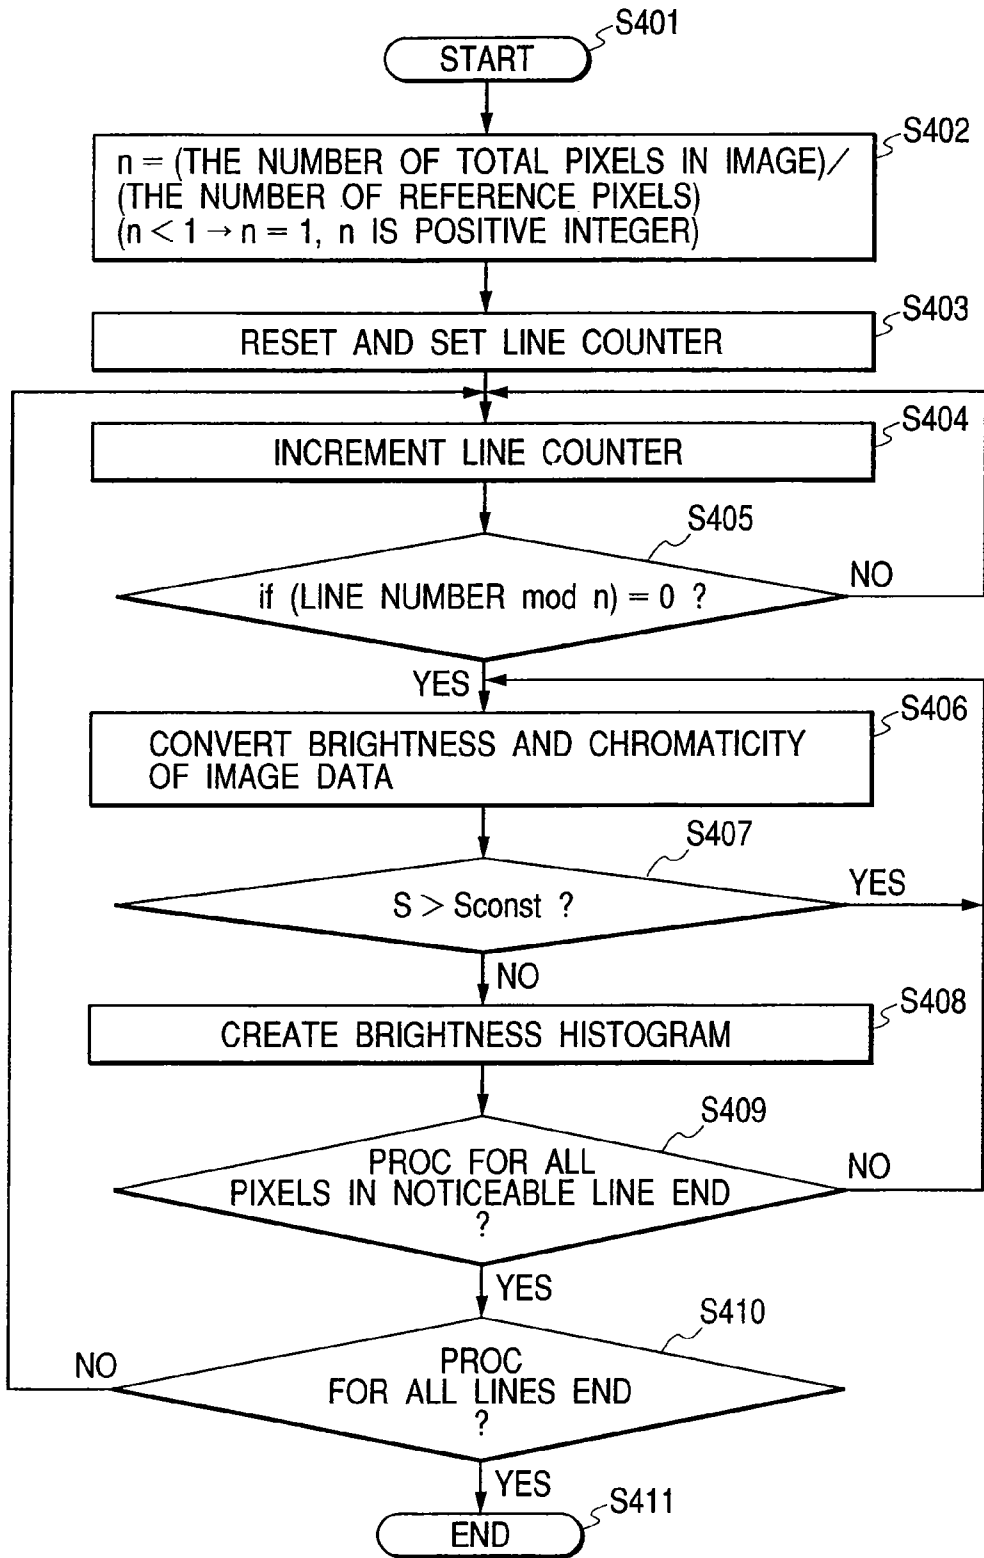 S401
START
S402
n = (THE NUMBER OF TOTAL PIXELS IN IMAGE)/
(THE NUMBER OF REFERENCE PIXELS)
(n < 1 → n = 1, n IS POSITIVE INTEGER)
S403
RESET AND SET LINE COUNTER
S404
INCREMENT LINE COUNTER
S405
if (LINE NUMBER mod n) = 0 ?
NO
YES
S406
CONVERT BRIGHTNESS AND CHROMATICITY
OF IMAGE DATA
S407
S > Sconst ?
YES
NO
S408
CREATE BRIGHTNESS HISTOGRAM
S409
PROC FOR ALL
PIXELS IN NOTICEABLE LINE END
?
NO
YES
S410
PROC
FOR ALL LINES END
?
NO
YES
S411
END